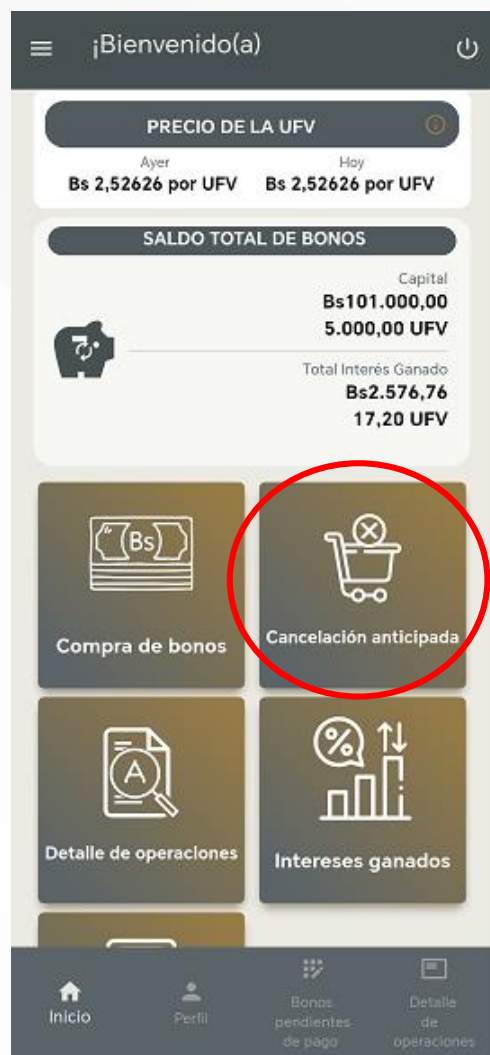 ¡Bienvenido(a)
PRECIO DE LA UFV
Ayer
Hoy
Bs 2,52626 por UFV
Bs 2,52626 por UFV
SALDO TOTAL DE BONOS
Capital
Bs101.000,00
5.000,00 UFV
Total Interés Ganado
Bs2.576,76
17,20 UFV
Bs
Compra de bonos
Cancelación anticipada
A
Detalle de operaciones
%
Intereses ganados
Inicio
Perfil
Bonos
pendientes
de pago
Detalle
de
operaciones